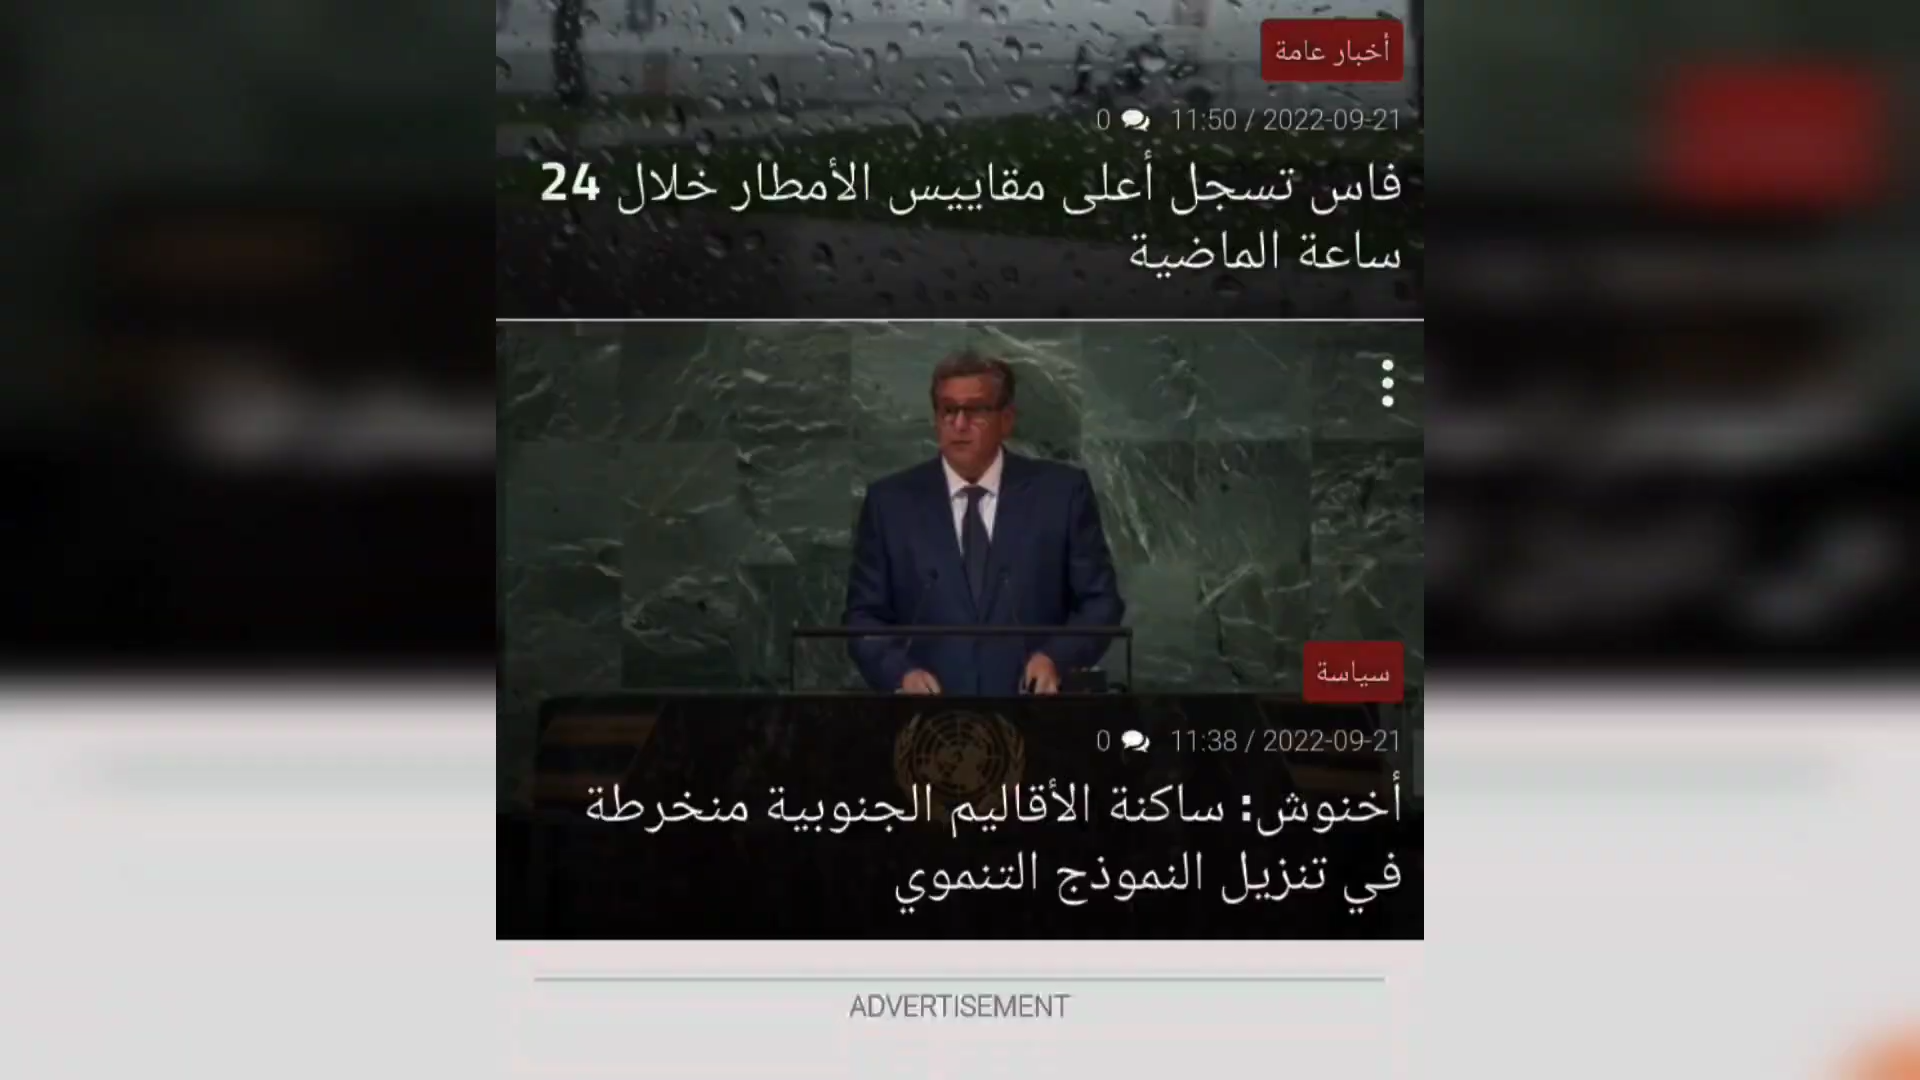 أخبار عامة
2022-09-21 / 11:50 0
فاس تسجل أعلى مقاييس الأمطار خلال 24
ساعة الماضية
سياسة
2022-09-21 / 11:38 0
أخنوش: ساكنة الأقاليم الجنوبية منخرطة
في تنزيل النموذج التنموي
ADVERTISEMENT